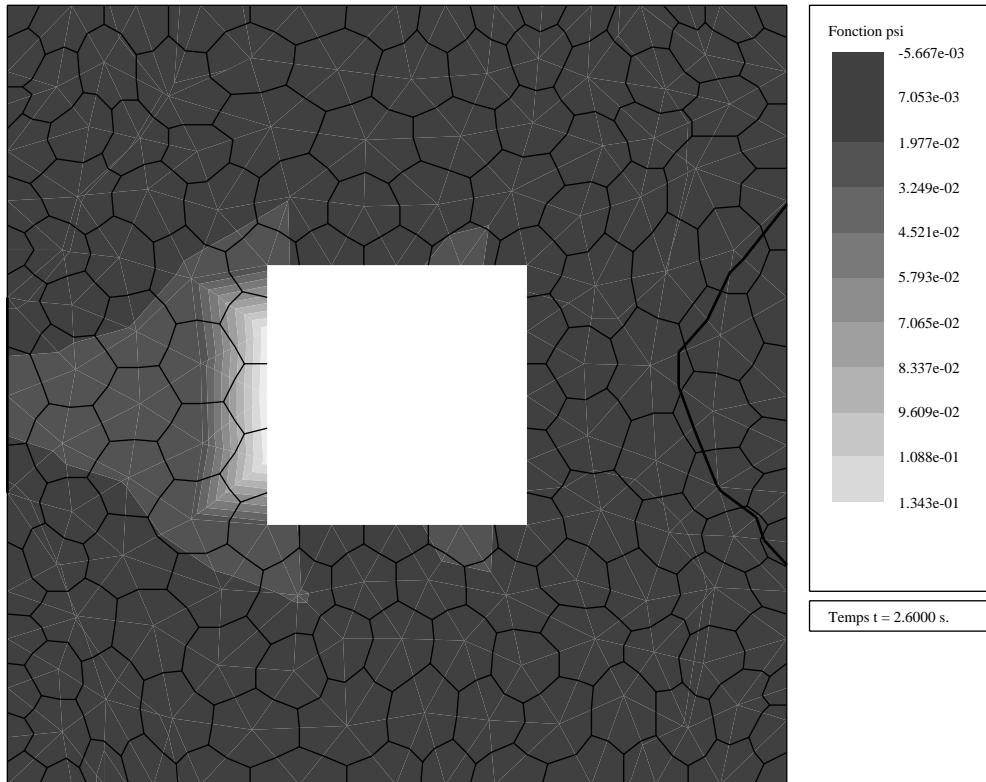 Fonction psi
-5.667e-03
7.053e-03
1.977e-02
3.249e-02
4.521e-02
5.793e-02
7.065e-02
8.337e-02
9.609e-02
1.088e-01
1.343e-01
Temps t = 2.6000 s.